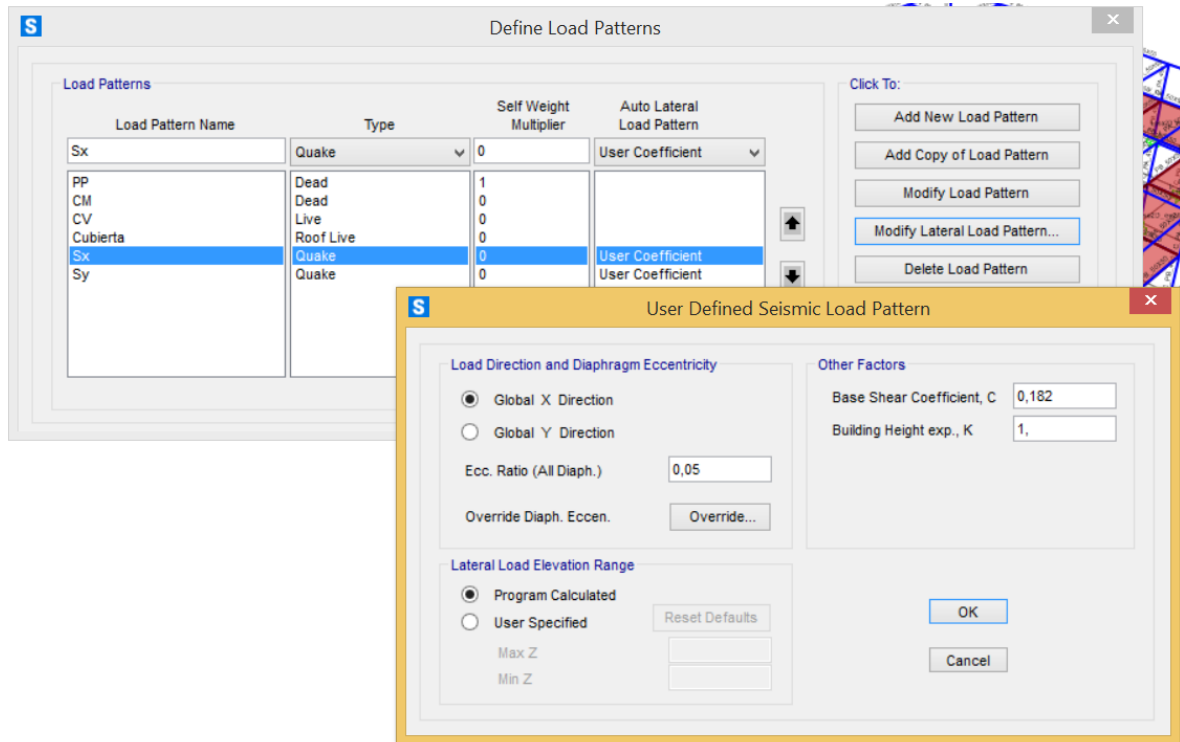 S
Define Load Patterns
Load Patterns
Click To:
Load Pattern Name
Type
Self Weight
Multiplier
Auto Lateral
Load Pattern
Sx
Quake
0
User Coefficient
PP Dead 1
CM Dead 0
CV Live 0
Cubierta Roof Live 0
Sx Quake 0 User Coefficient
Sy Quake 0 User Coefficient
Add New Load Pattern
Add Copy of Load Pattern
Modify Load Pattern
Modify Lateral Load Pattern...
Delete Load Pattern
S
User Defined Seismic Load Pattern
Load Direction and Diaphragm Eccentricity
Global X Direction
Global Y Direction
Ecc. Ratio (All Diaph.) 0,05
Override Diaph. Eccen. Override...
Other Factors
Base Shear Coefficient, C 0,182
Building Height exp., K 1,
Lateral Load Elevation Range
Program Calculated
User Specified
Reset Defaults
Max Z
Min Z
OK
Cancel